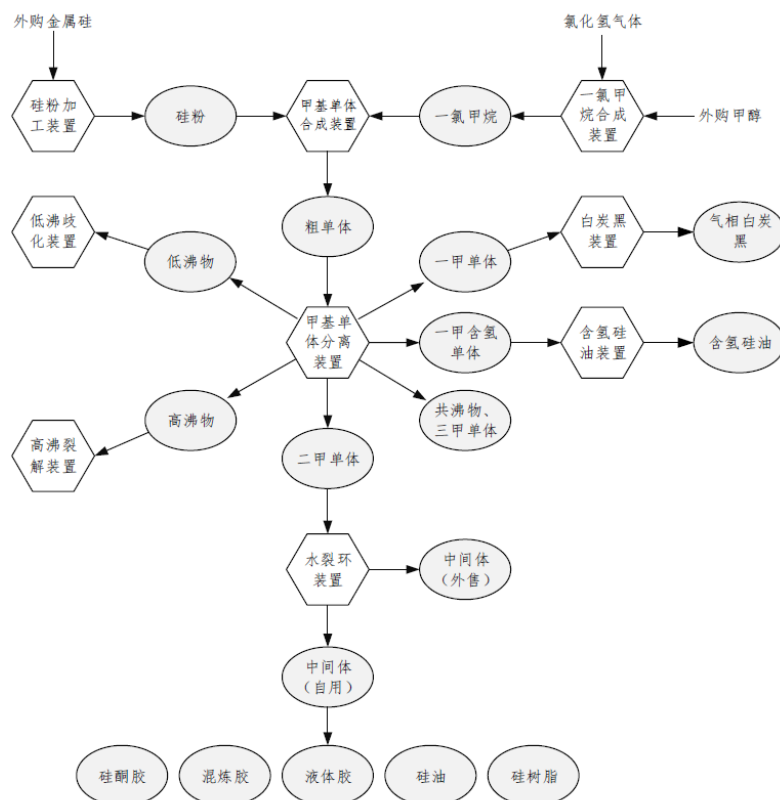 外购金属硅
氯化氢气体
硅粉加
工装置
硅粉
甲基单体
合成装置
一氯甲烷
一氯甲
烷合成
装置
外购甲醇
低沸歧
化装置
低沸物
粗单体
一甲单体
白炭黑
装置
气相白炭
黑
甲基单
体分离
装置
一甲含氢
单体
含氢硅
油装置
含氢硅油
高沸裂
解装置
高沸物
二甲单体
共沸物、
三甲单体
水裂环
装置
中间体
（外售）
中间体
（自用）
硅酮胶
混炼胶
液体胶
硅油
硅树脂